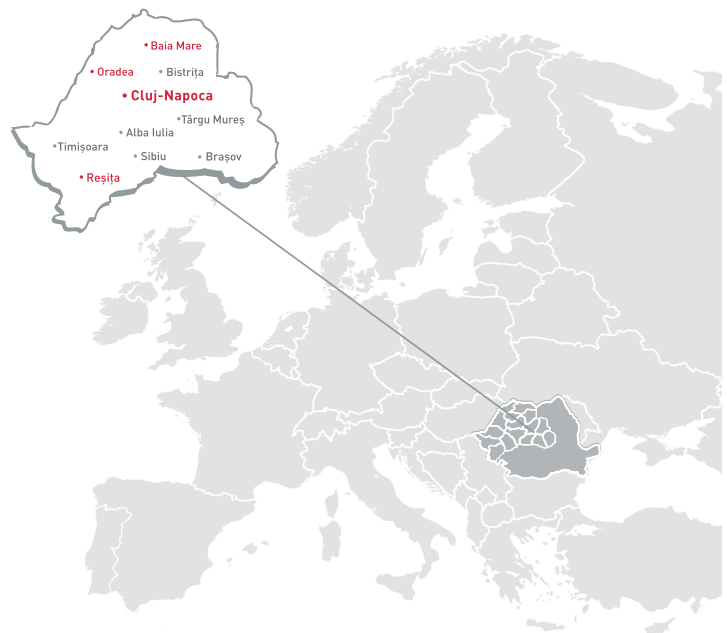 Baia Mare
Oradea
Bistrița
Cluj-Napoca
Târgu Mureș
Alba Iulia
Timișoara
Sibiu
Brașov
Reșița